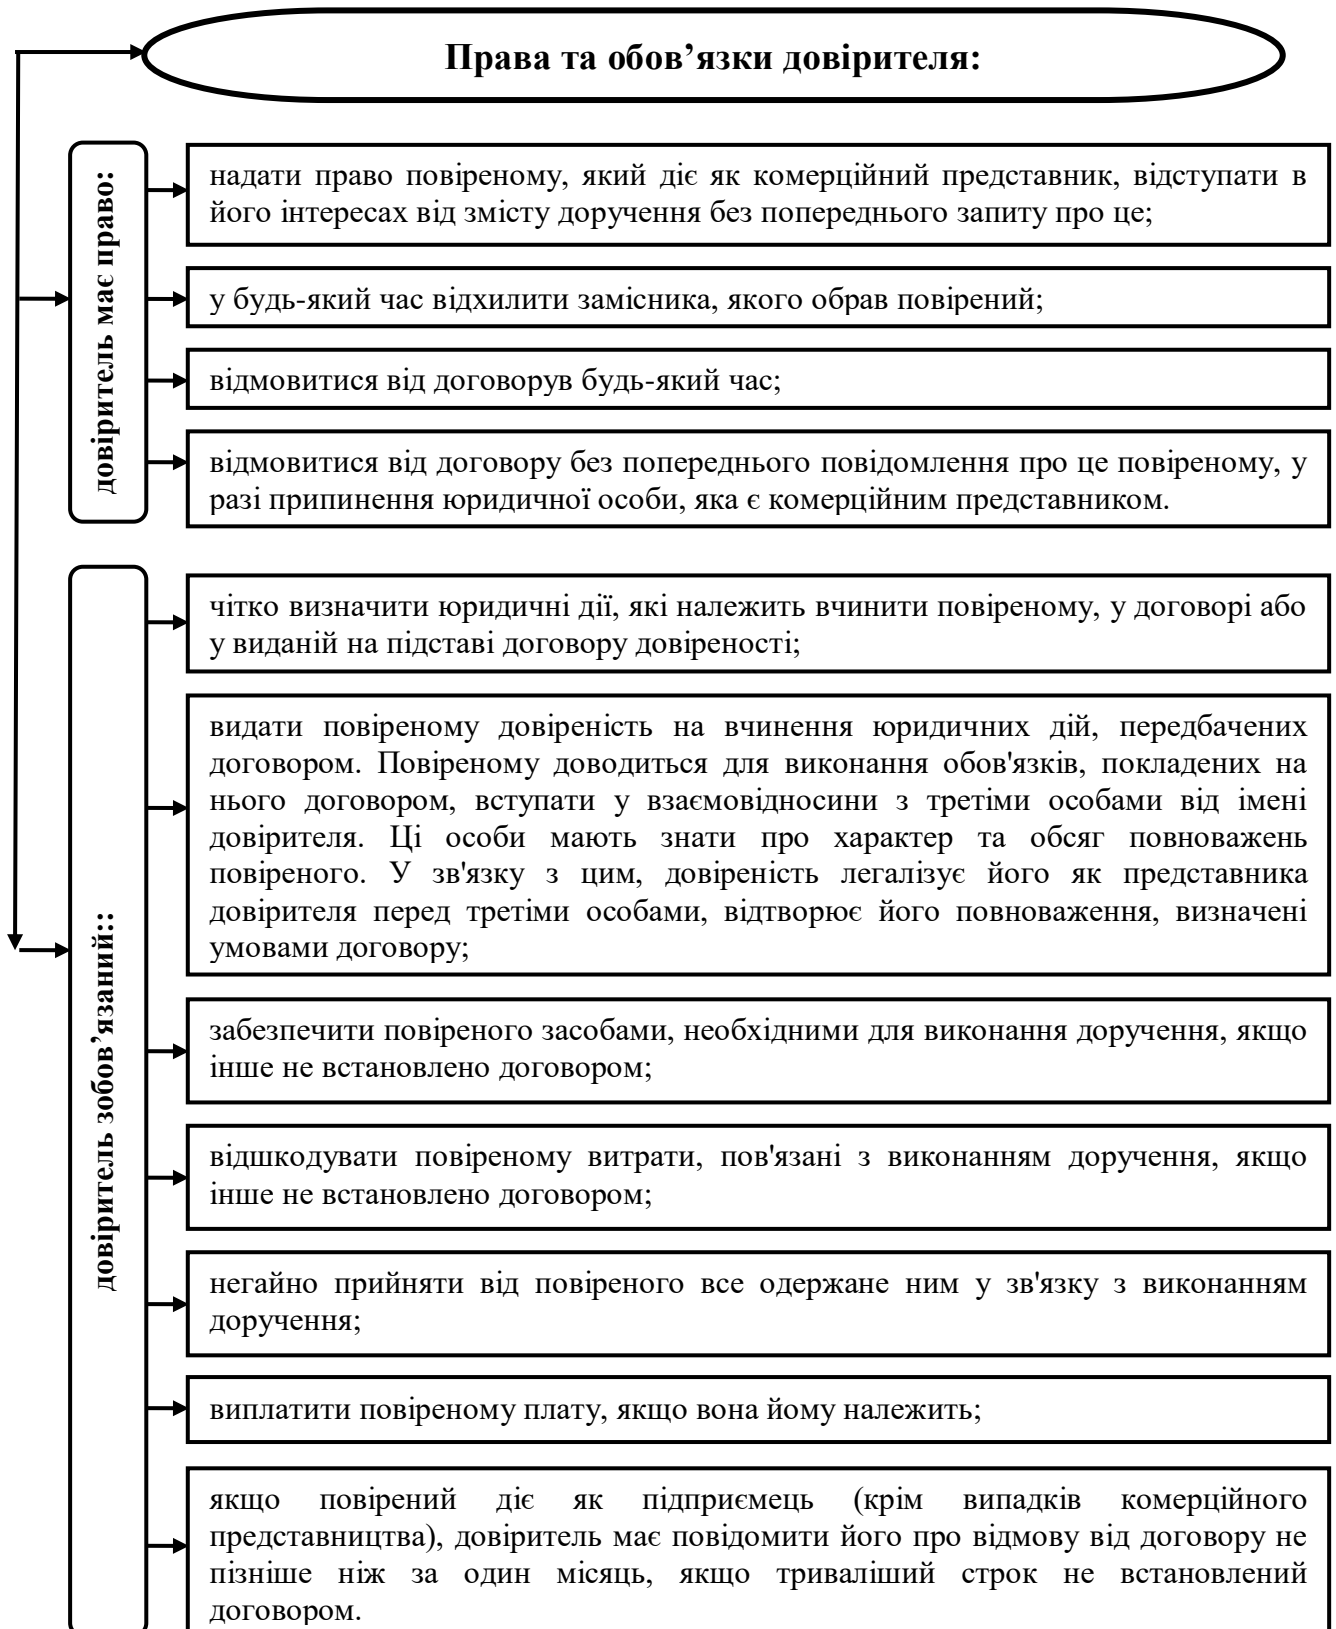 Права та обов’язки довірителя:
довіритель має право:
надати право повіреному, який діє як комерційний представник, відступати в
його інтересах від змісту доручення без попереднього запиту про це;
у будь-який час відхилити замісника, якого обрав повірений;
відмовитися від договорув будь-який час;
відмовитися від договору без попереднього повідомлення про це повіреному, у
разі припинення юридичної особи, яка є комерційним представником.
довіритель зобов’язаний::
чітко визначити юридичні дії, які належить вчинити повіреному, у договорі або
у виданій на підставі договору довіреності;
видати повіреному довіреність на вчинення юридичних дій, передбачених
договором. Повіреному доводиться для виконання обов'язків, покладених на
нього договором, вступати у взаємовідносини з третіми особами від імені
довірителя. Ці особи мають знати про характер та обсяг повноважень
повіреного. У зв'язку з цим, довіреність легалізує його як представника
довірителя перед третіми особами, відтворює його повноваження, визначені
умовами договору;
забезпечити повіреного засобами, необхідними для виконання доручення, якщо
інше не встановлено договором;
відшкодувати повіреному витрати, пов'язані з виконанням доручення, якщо
інше не встановлено договором;
негайно прийняти від повіреного все одержане ним у зв'язку з виконанням
доручення;
виплатити повіреному плату, якщо вона йому належить;
якщо повірений діє як підприємець (крім випадків комерційного
представництва), довіритель має повідомити його про відмову від договору не
пізніше ніж за один місяць, якщо триваліший строк не встановлений
договором.